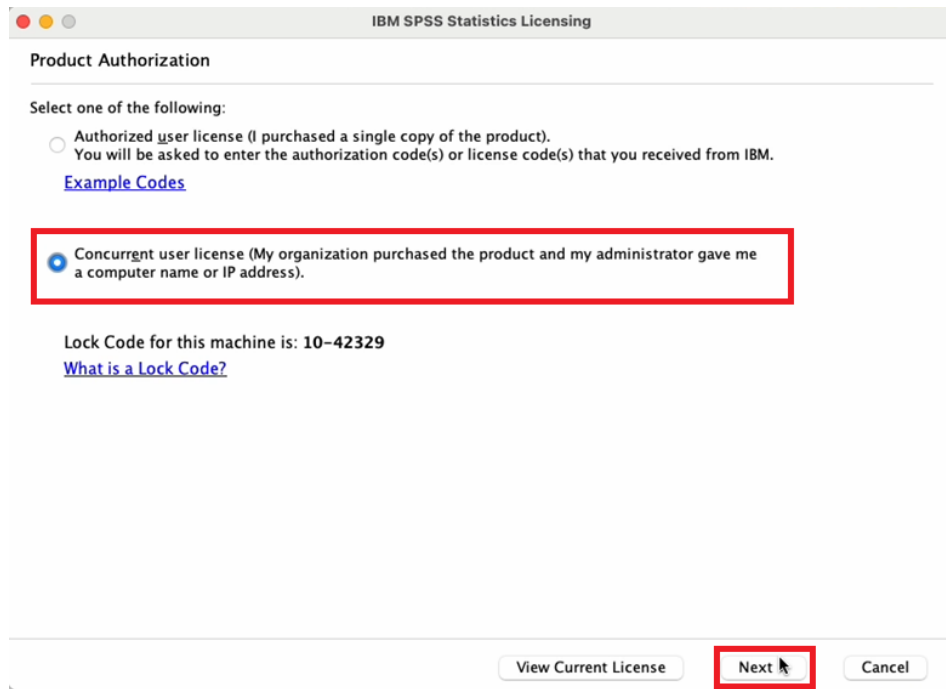 IBM SPSS Statistics Licensing
Product Authorization
Select one of the following:
Authorized user license (I purchased a single copy of the product).
You will be asked to enter the authorization code(s) or license code(s) that you received from IBM.
Example Codes
Concurrent user license (My organization purchased the product and my administrator gave me
a computer name or IP address).
Lock Code for this machine is: 10-42329
What is a Lock Code?
View Current License Next Cancel